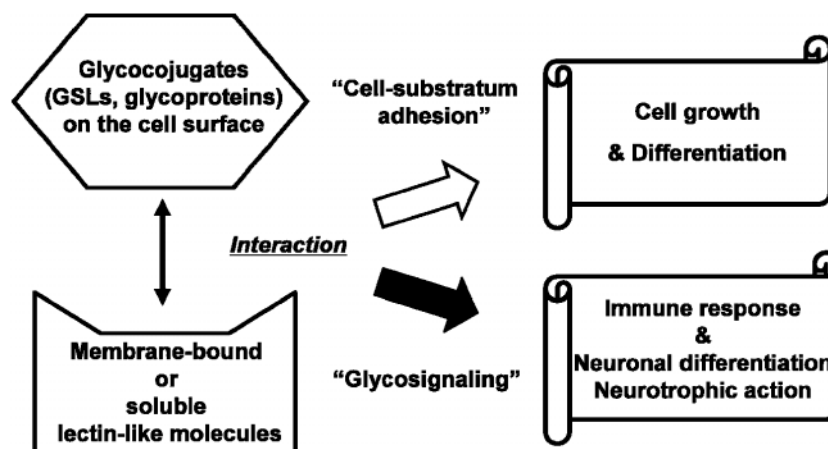 Glycocojugates
(GSLs, glycoproteins)
on the cell surface
“Cell-substratum
adhesion”
Cell growth
& Differentiation
Interaction
Membrane-bound
or
soluble
lectin-like molecules
“Glycosignaling”
Immune response
&
Neuronal differentiation
Neurotrophic action